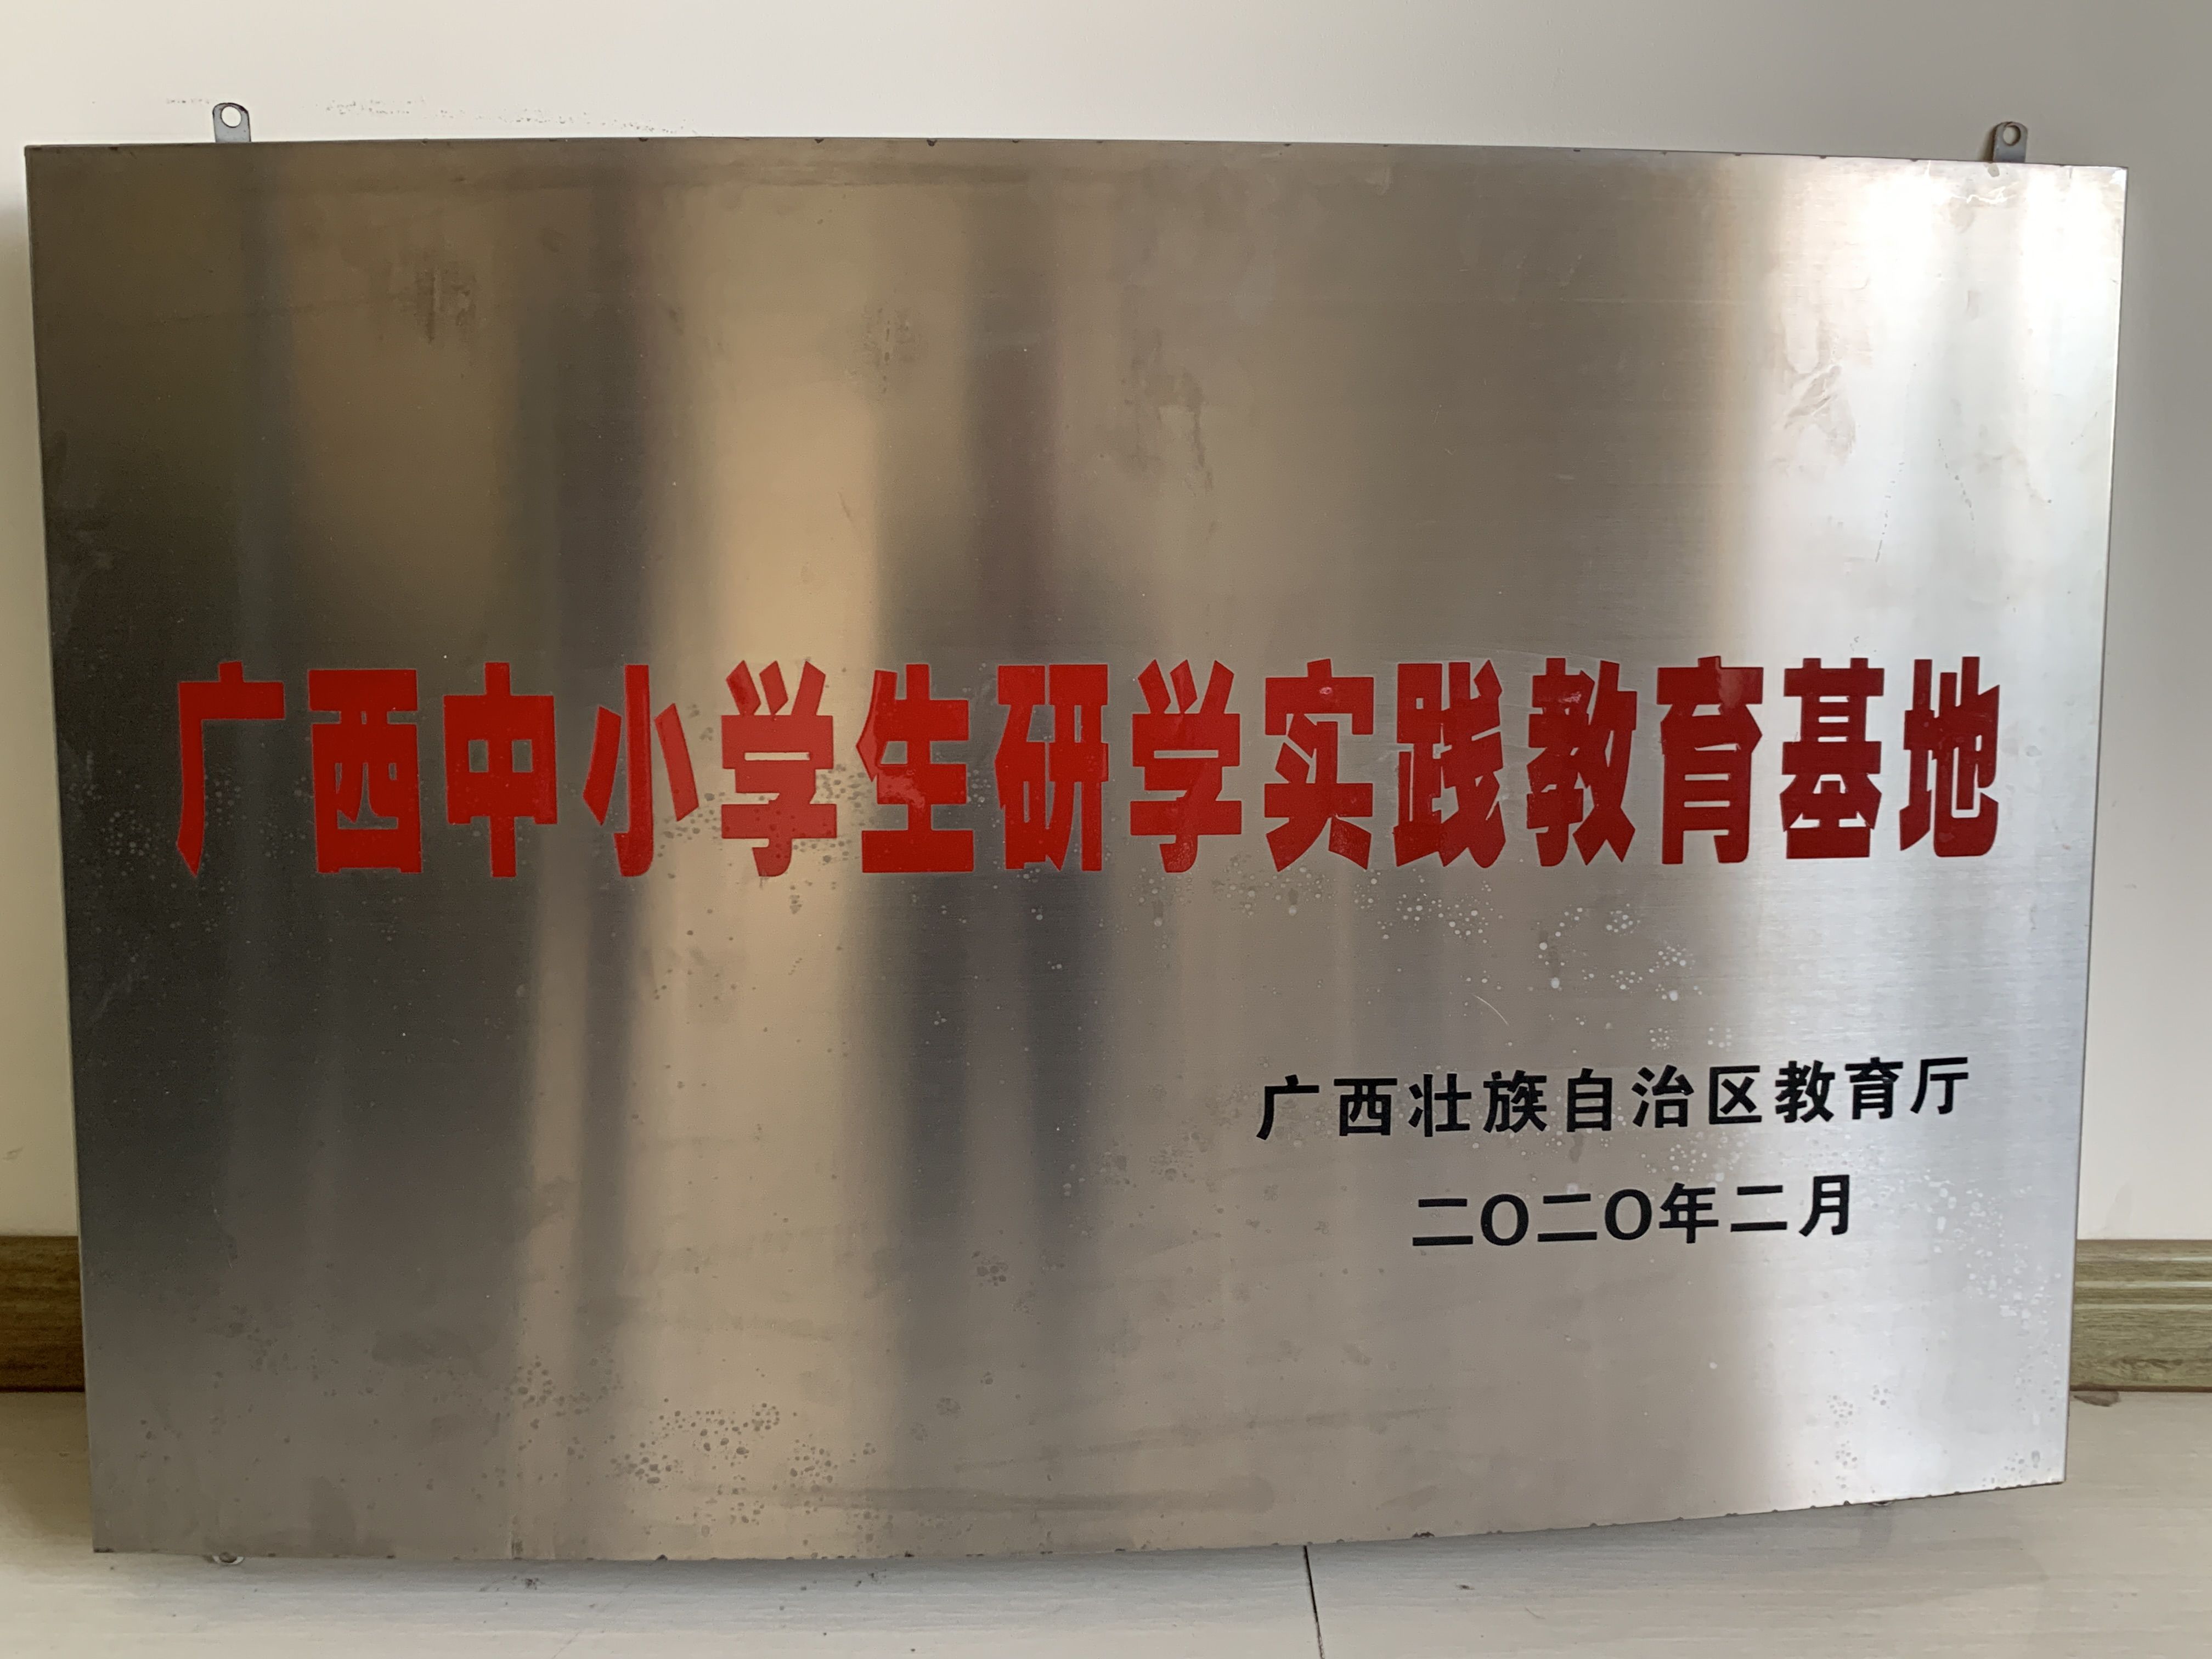 广西中小学生研学实践教育基地
广西壮族自治区教育厅
二〇二〇年二月